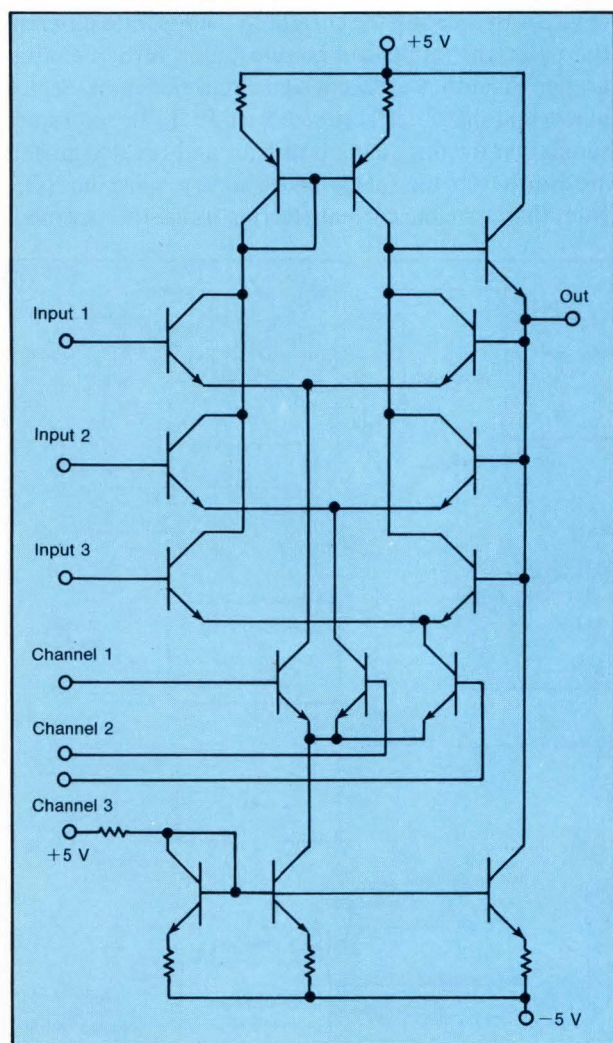 +5 V
Out
Input 1
Input 2
Input 3
Channel 1
Channel 2
Channel 3
+5 V
−5 V